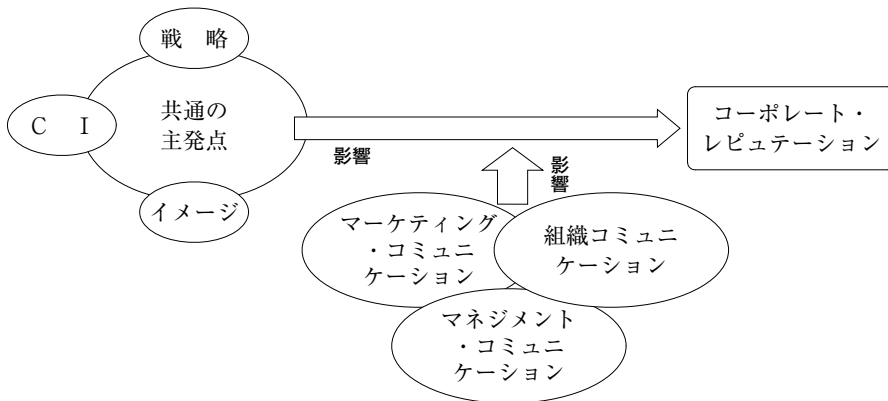 戦　略
Ｃ　Ｉ
共通の
主発点
イメージ
影響
影響
コーポレート・
レピュテーション
マーケティング
・コミュニ
ケーション
組織コミュニ
ケーション
マネジメント
・コミュニ
ケーション